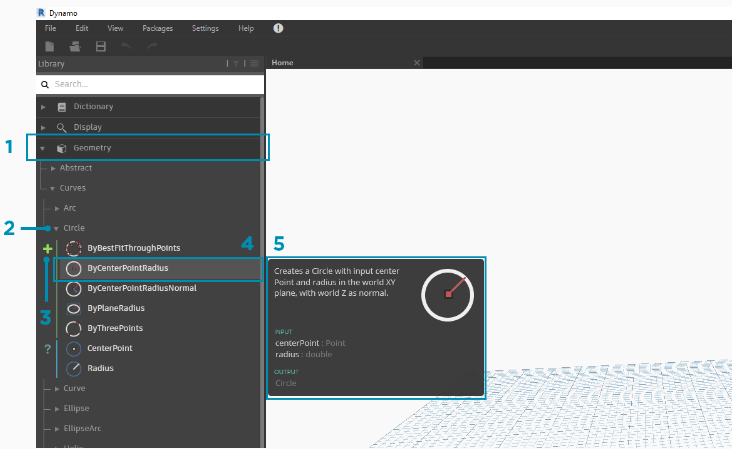 R Dynamo
File Edit View Packages Settings Help !
Library
Home
Search...
Dictionary
Display
1
Geometry
Abstract
Curves
Arc
2
Circle
ByBestFitThroughPoints
4 5
ByCenterPointRadius
ByCenterPointRadiusNormal
3
ByPlaneRadius
ByThreePoints
? CenterPoint
Radius
Curve
Ellipse
EllipseArc
Helix
Creates a Circle with input center
Point and radius in the world XY
plane, with world Z as normal.
INPUT
centerPoint : Point
radius : double
OUTPUT
Circle